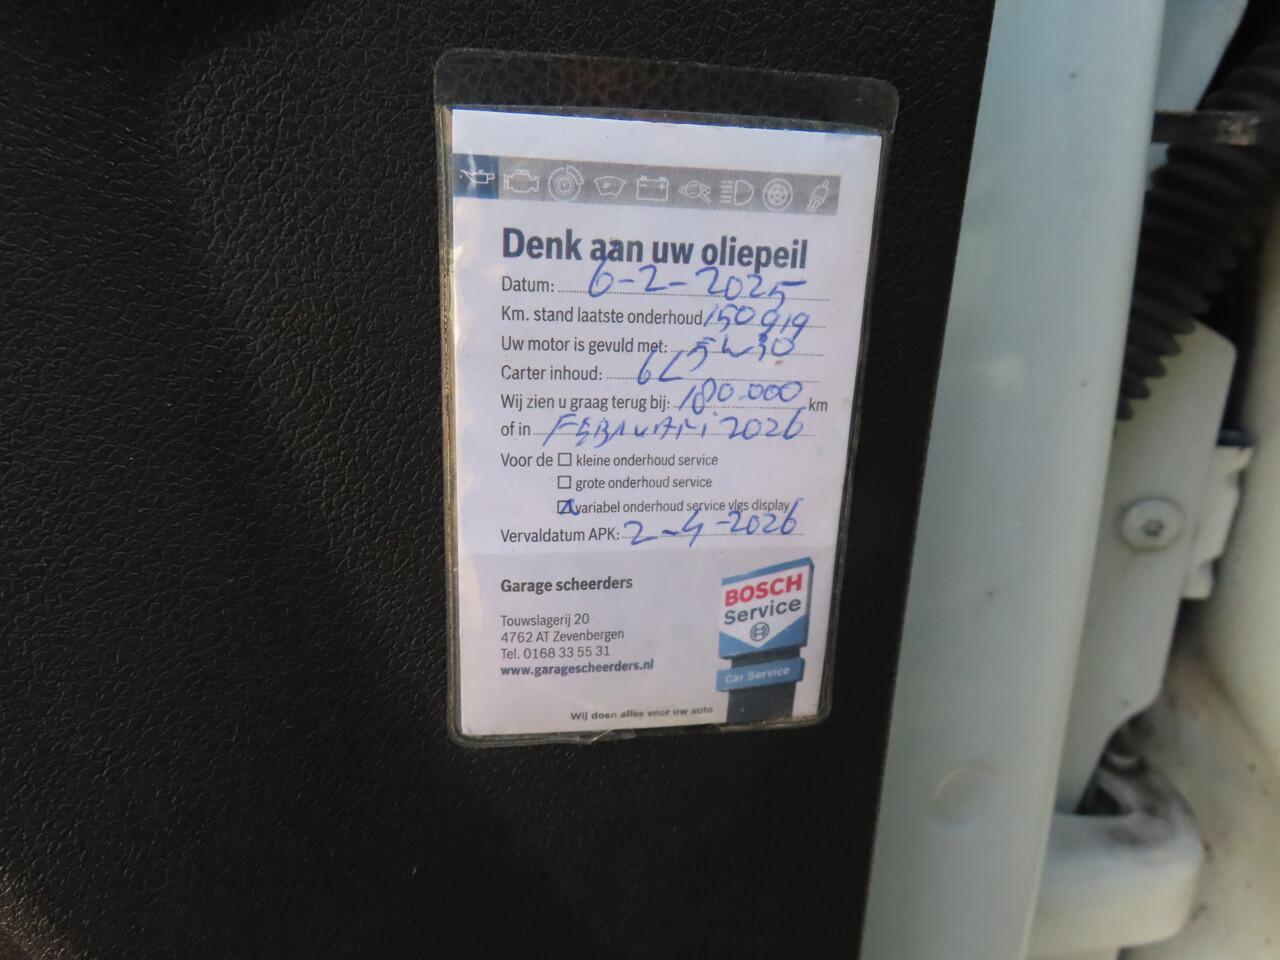 Denk aan uw oliepeil
Datum: 6-2-2025
Km. stand laatste onderhoud 150919
Uw motor is gevuld met: 5W30
Carter inhoud: 6L5
Wij zien u graag terug bij: 180.000 km
of in FEBRUARI 2026
Voor de kleine onderhoud service
grote onderhoud service
variabel onderhoud service vlgs display
Vervaldatum APK: 2-4-2026
Garage scheerders
Touwslagerij 20
4762 AT Zevenbergen
Tel. 0168 33 55 31
www.garagescheerders.nl
BOSCH
Service
Car Service
Wij doen alles voor uw auto